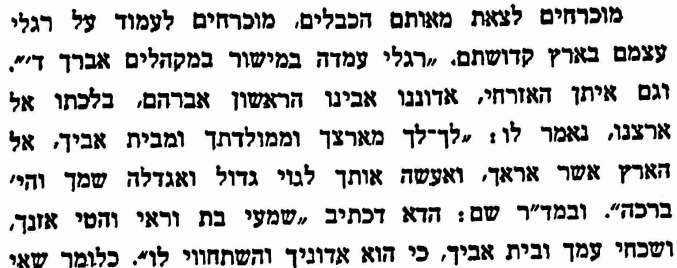 מוכרחים לצאת מאותם הכבלים, מוכרחים לעמוד על רגלי
עצמם בארץ קדושתם. „רגלי עמדה במישור במקהלים אברך ד׳״.
וגם איתן האזרחי, אדוננו אבינו הראשון אברהם, בלכתו אל
ארצנו, נאמר לו: „לך־לך מארצך וממולדתך ומבית אביך, אל
הארץ אשר אראך, ואעשה אותך לגוי גדול ואגדלה שמך והי׳
ברכה״. ובמד״ר שם: הדא דכתיב „שמעי בת וראי והטי אזנך,
ושכחי עמך ובית אביך, כי הוא אדוניך והשתחווי לו״. כלומר שאי